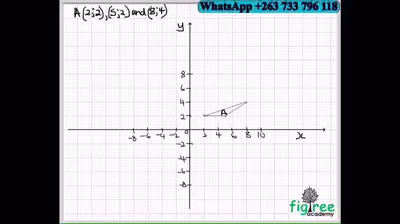 A (2;2), (5;2) and (8;4)
WhatsApp +263 733 796 118
y
8
6
4
2
A
-8 -6 -4 -2 0 2 4 6 8 10 x
-2
-4
-6
-8
figtree
academy